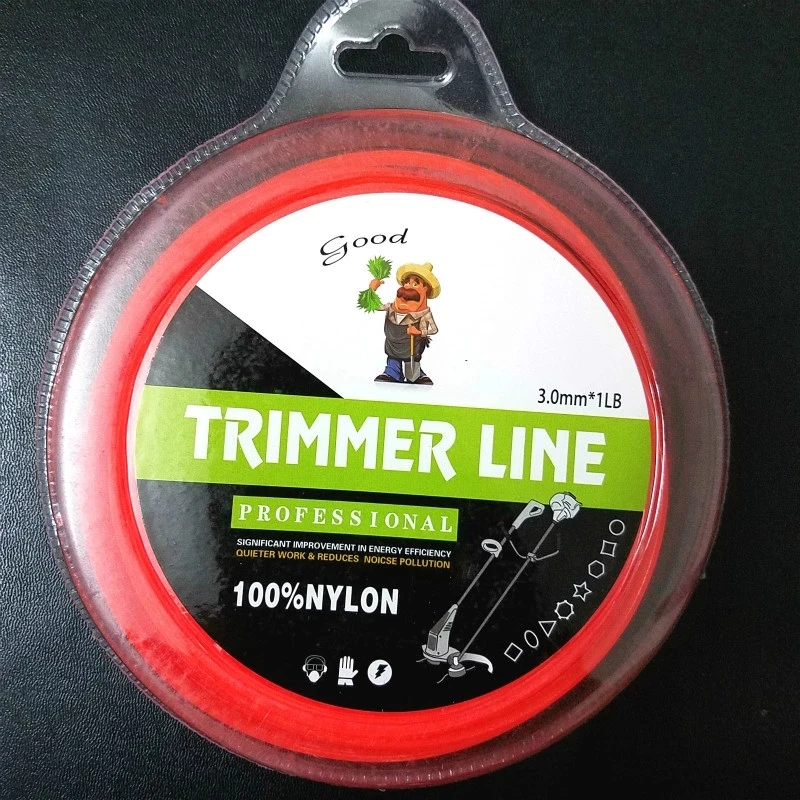 Good
3.0mm*1LB
TRIMMER LINE
PROFESSIONAL
SIGNIFICANT IMPROVEMENT IN ENERGY EFFICIENCY
QUIETER WORK & REDUCES NOICSE POLLUTION
100%NYLON